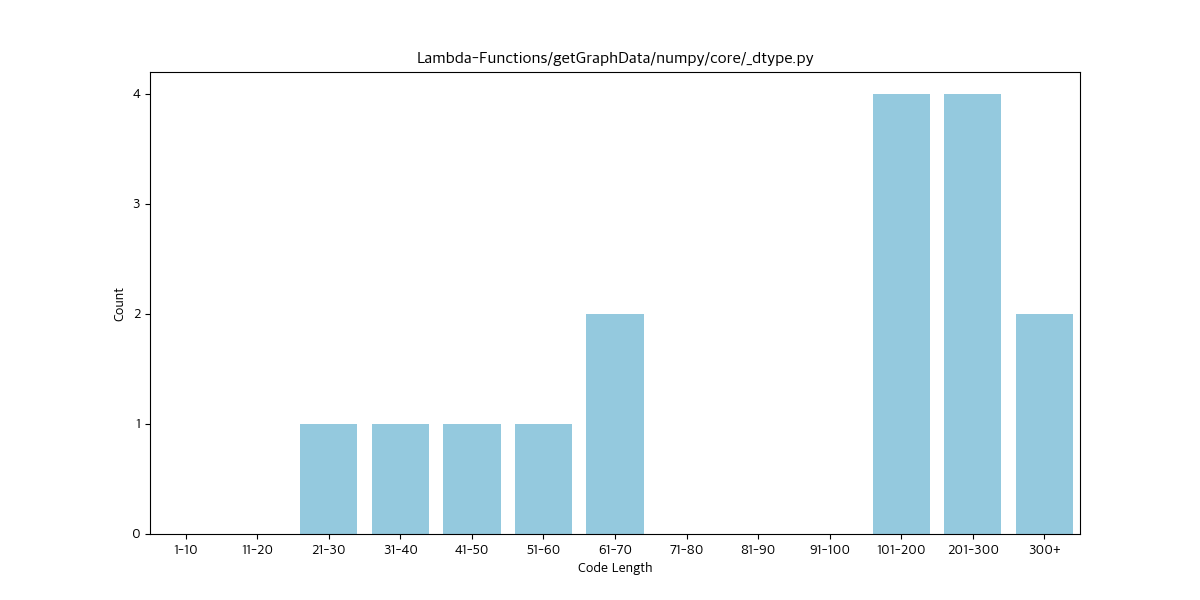 Lambda-Functions/getGraphData/numpy/core/_dtype.py
4
3
2
1
0
Count
1-10 11-20 21-30 31-40 41-50 51-60 61-70 71-80 81-90 91-100 101-200 201-300 300+
Code Length